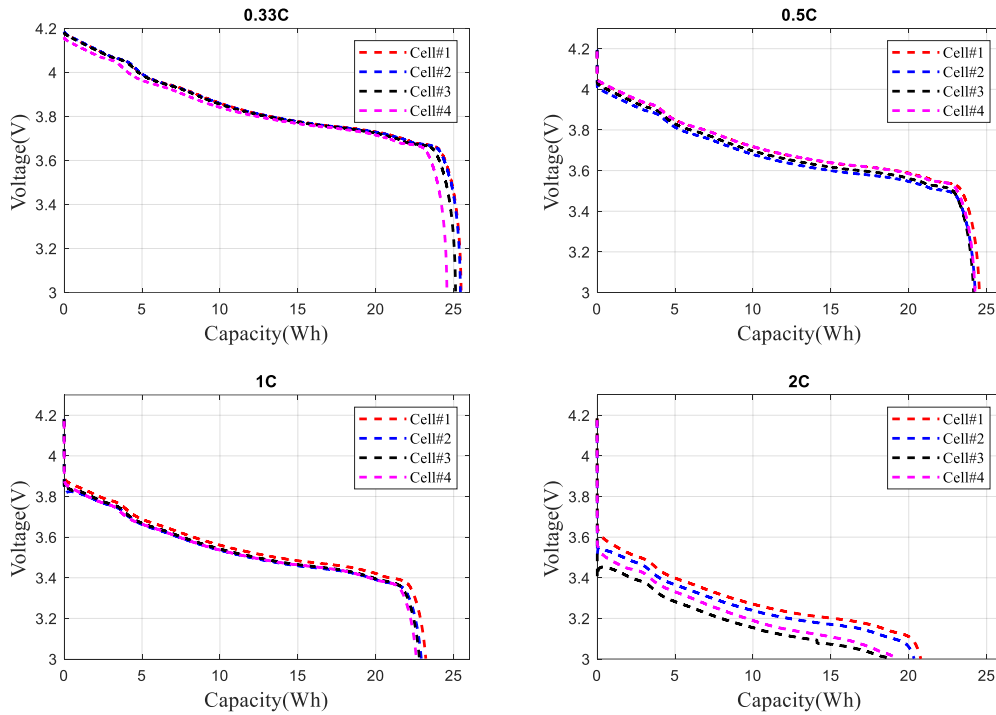 0.33C
4.2
4
3.8
3.6
3.4
3.2
3
0 5 10 15 20 25
Voltage(V)
Capacity(Wh)
Cell#1
Cell#2
Cell#3
Cell#4
0.5C
4.2
4
3.8
3.6
3.4
3.2
3
0 5 10 15 20 25
Voltage(V)
Capacity(Wh)
Cell#1
Cell#2
Cell#3
Cell#4
1C
4.2
4
3.8
3.6
3.4
3.2
3
0 5 10 15 20 25
Voltage(V)
Capacity(Wh)
Cell#1
Cell#2
Cell#3
Cell#4
2C
4.2
4
3.8
3.6
3.4
3.2
3
0 5 10 15 20 25
Voltage(V)
Capacity(Wh)
Cell#1
Cell#2
Cell#3
Cell#4